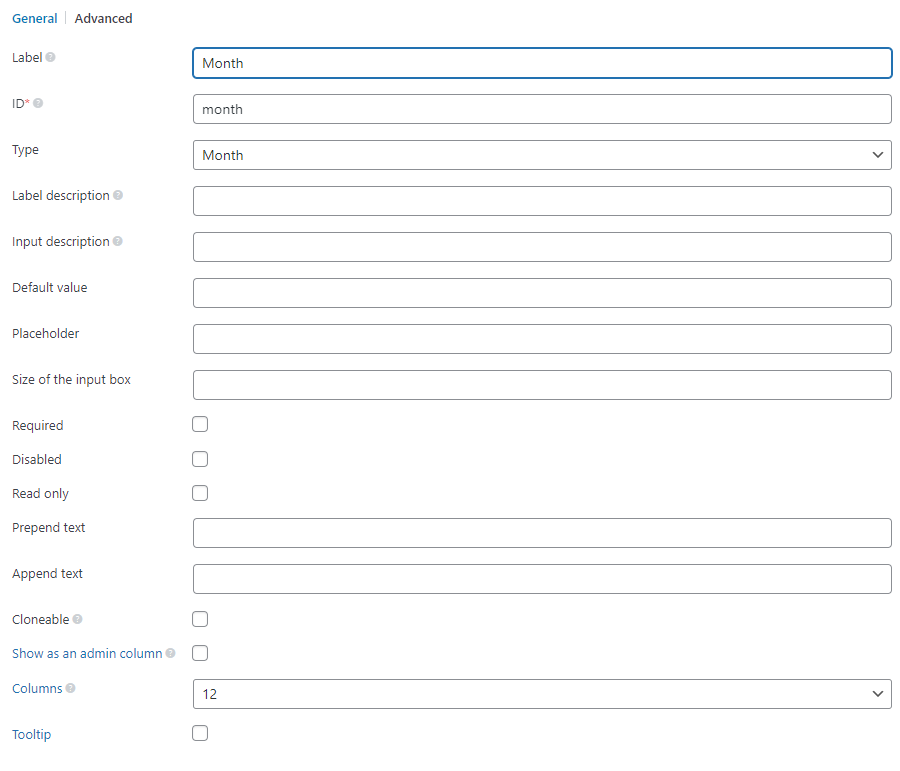 General | Advanced
Label ?
Month
ID* ?
month
Type
Month
Label description ?
Input description ?
Default value
Placeholder
Size of the input box
Required
Disabled
Read only
Prepend text
Append text
Cloneable ?
Show as an admin column ?
Columns ?
12
Tooltip